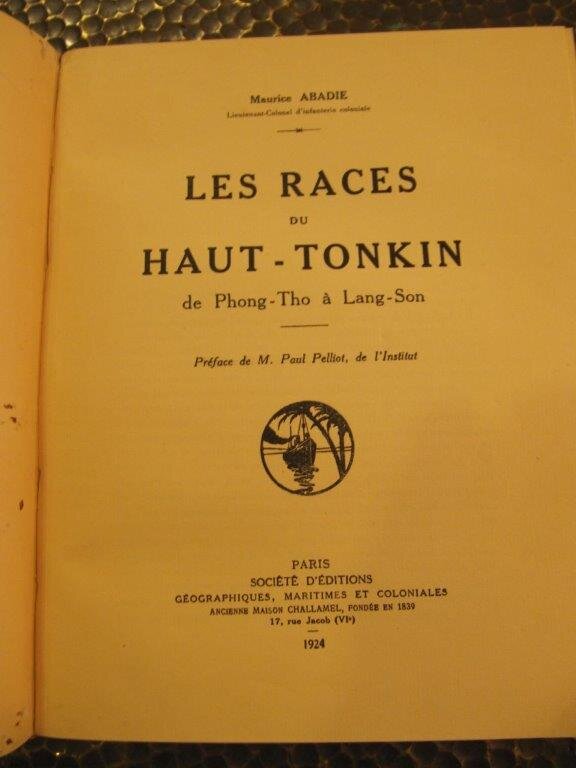 Maurice ABADIE
Lieutenant-Colonel d'infanterie coloniale
LES RACES
DU
HAUT-TONKIN
de Phong-Tho à Lang-Son
Préface de M. Paul Pelliot, de l'Institut
PARIS
SOCIÉTÉ D'ÉDITIONS
GÉOGRAPHIQUES, MARITIMES ET COLONIALES
ANCIENNE MAISON CHALLAMEL, FONDÉE EN 1839
17, rue Jacob (VIᵉ)
1924